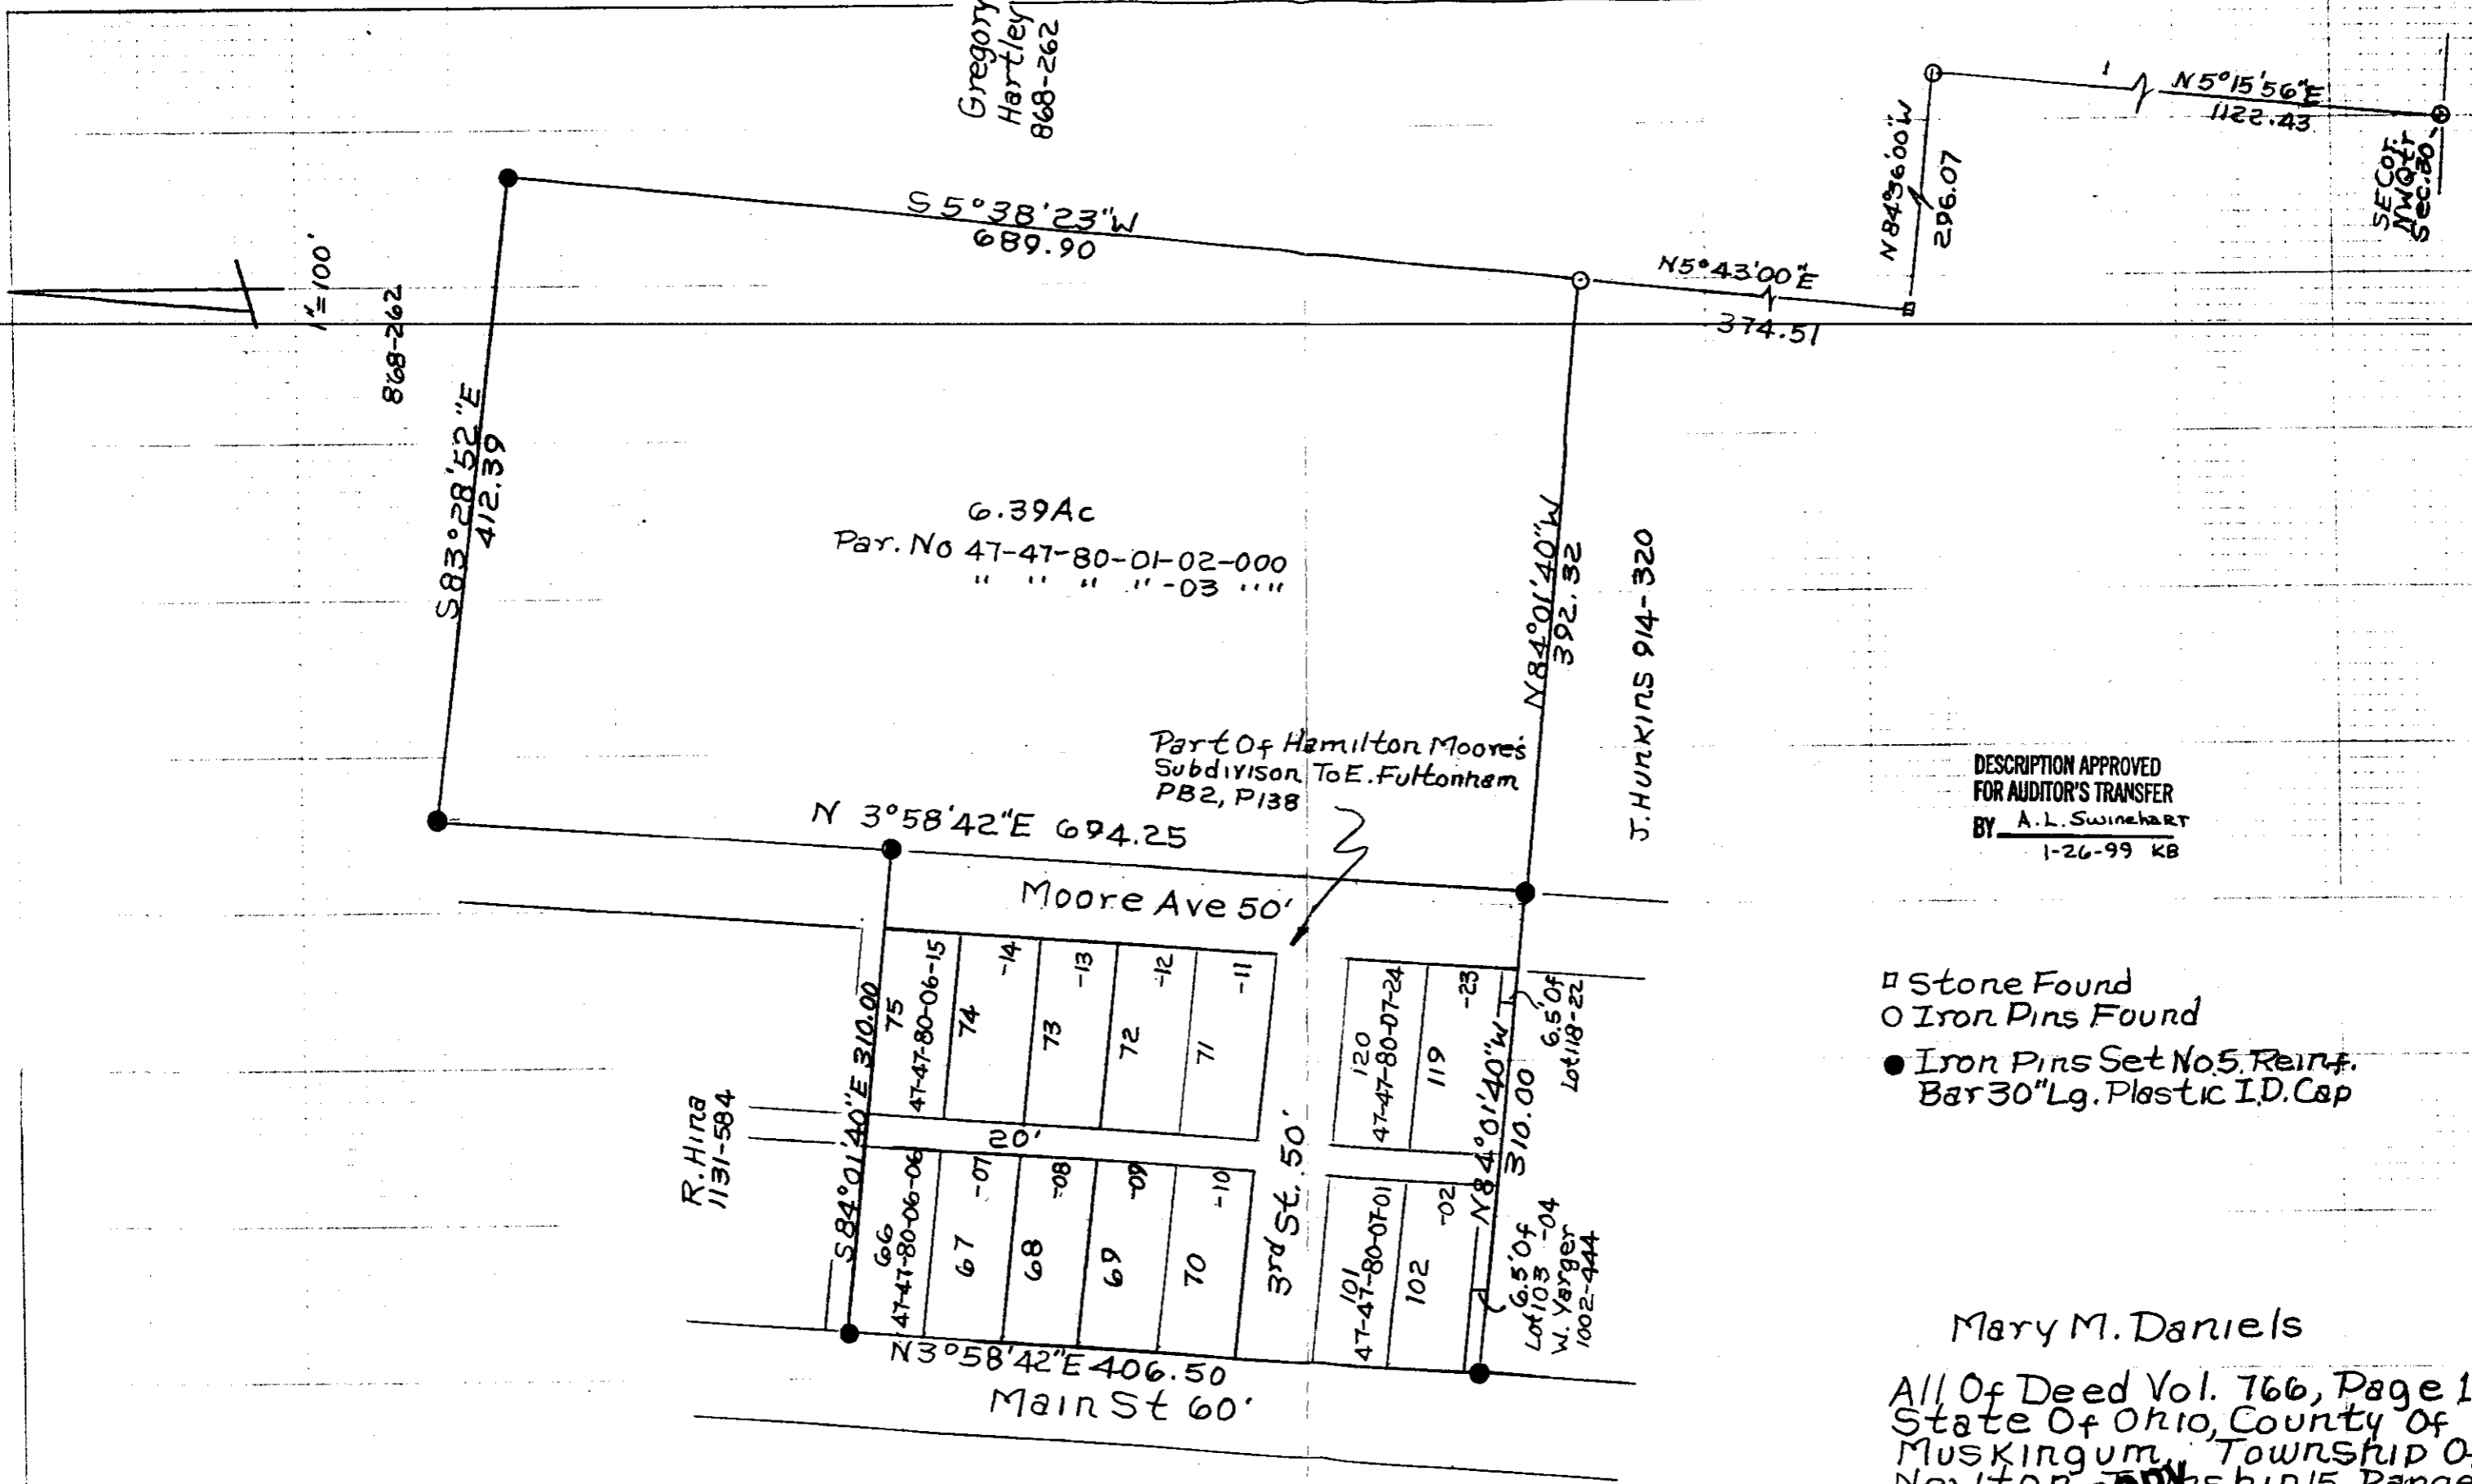 Gregory
Hartley
868-262
N5°15'56"E
1122.43
N84°36'00"W
296.07
SE Cor.
NW Qtr
Sec.30
S 5°38'23"W
689.90
N5°43'00"E
374.51
1"=100'
868-262
S83°28'52"E
412.39
6.39Ac
Par. No 47-47-80-01-02-000
" " " " -03 " "
N84°01'40"W
392.32
J. Hunkins 914-320
Part Of Hamilton Moore's
Subdivison To E. Fultonham
PB2, P138
DESCRIPTION APPROVED
FOR AUDITOR'S TRANSFER
BY A.L. Swinehart
1-26-99 KB
N 3°58'42"E 694.25
Moore Ave 50'
75
47-47-80-06-15
74
-14
73
-13
72
-12
71
-11
120
47-47-80-07-24
119
-23
6.5' Of
Lot 118-22
S84°01'40"E 310.00
N84°01'40"W
310.00
Stone Found
Iron Pins Found
Iron Pins Set No.5. Reinf.
Bar 30" Lg. Plastic I.D. Cap
R. Hina
1131-584
20'
3rd St. 50'
66
47-47-80-06-06
67
-07
68
-08
69
-09
70
-10
101
47-47-80-07-01
102
-02
6.5' Of
Lot 103 -04
W. Yarger
1002-444
N3°58'42"E 406.50
Main St 60'
Mary M. Daniels
All Of Deed Vol. 766, Page 1
State Of Ohio, County Of
Muskingum, Township O